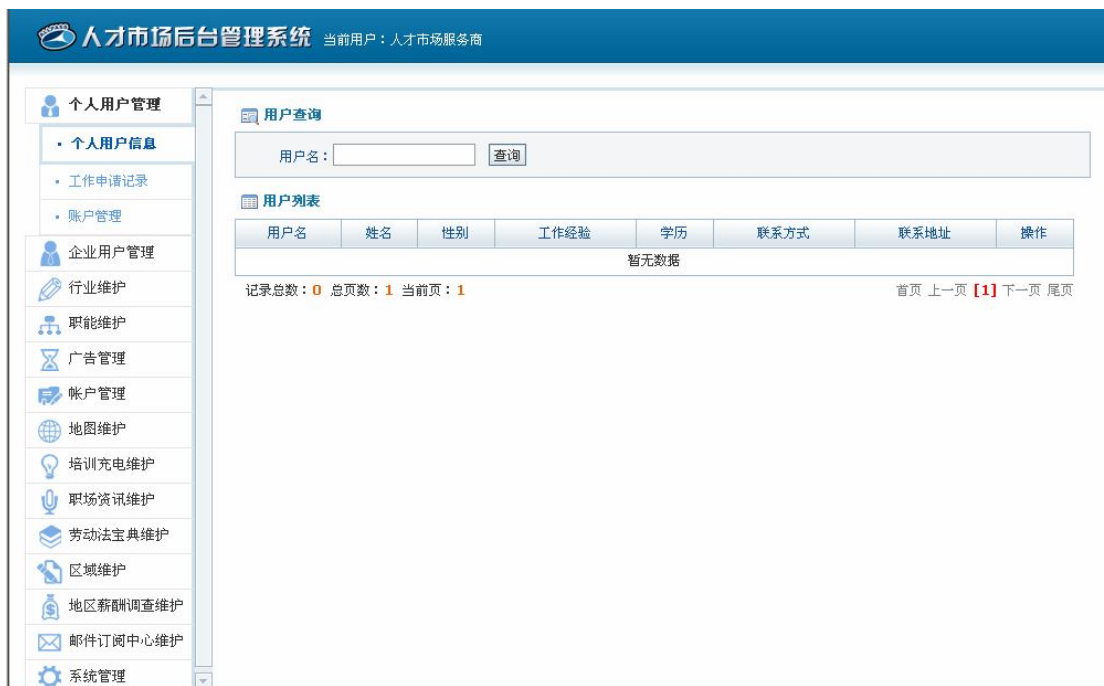 人才市场后台管理系统 当前用户:人才市场服务商
个人用户管理
个人用户信息
工作申请记录
账户管理
企业用户管理
行业维护
职能维护
广告管理
帐户管理
地图维护
培训充电维护
职场资讯维护
劳动法宝典维护
区域维护
地区薪酬调查维护
邮件订阅中心维护
系统管理
用户查询
用户名: 查询
用户列表
用户名 姓名 性别 工作经验 学历 联系方式 联系地址 操作
暂无数据
记录总数:0 总页数:1 当前页:1 首页 上一页 [1] 下一页 尾页